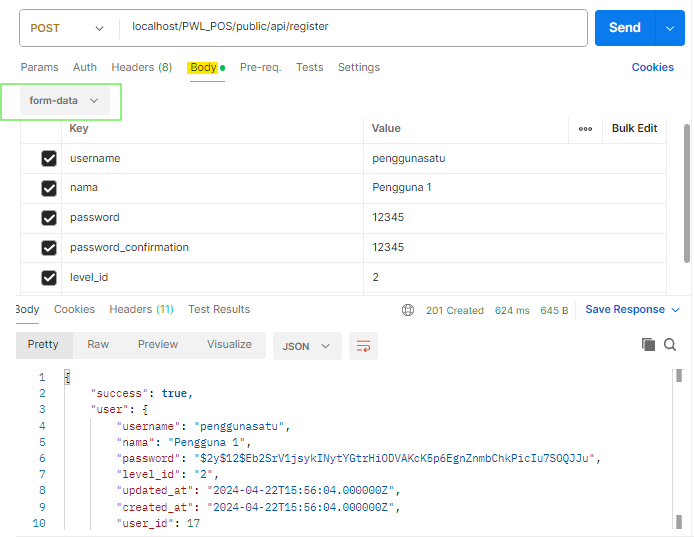 POST localhost/PWL_POS/public/api/register Send
Params Auth Headers (8) Body Pre-req. Tests Settings Cookies
form-data
Key Value ooo Bulk Edit
username penggunasatu
nama Pengguna 1
password 12345
password_confirmation 12345
level_id 2
Body Cookies Headers (11) Test Results 201 Created 624 ms 645 B Save Response
Pretty Raw Preview Visualize JSON
1 {
2 "success": true,
3 "user": {
4 "username": "penggunasatu",
5 "nama": "Pengguna 1",
6 "password": "$2y$12$Eb2SrV1jsykINytYGtrHiODVAKcK5p6EgnZnmbChkPicIu7SOQJJu",
7 "level_id": "2",
8 "updated_at": "2024-04-22T15:56:04.000000Z",
9 "created_at": "2024-04-22T15:56:04.000000Z",
10 "user_id": 17